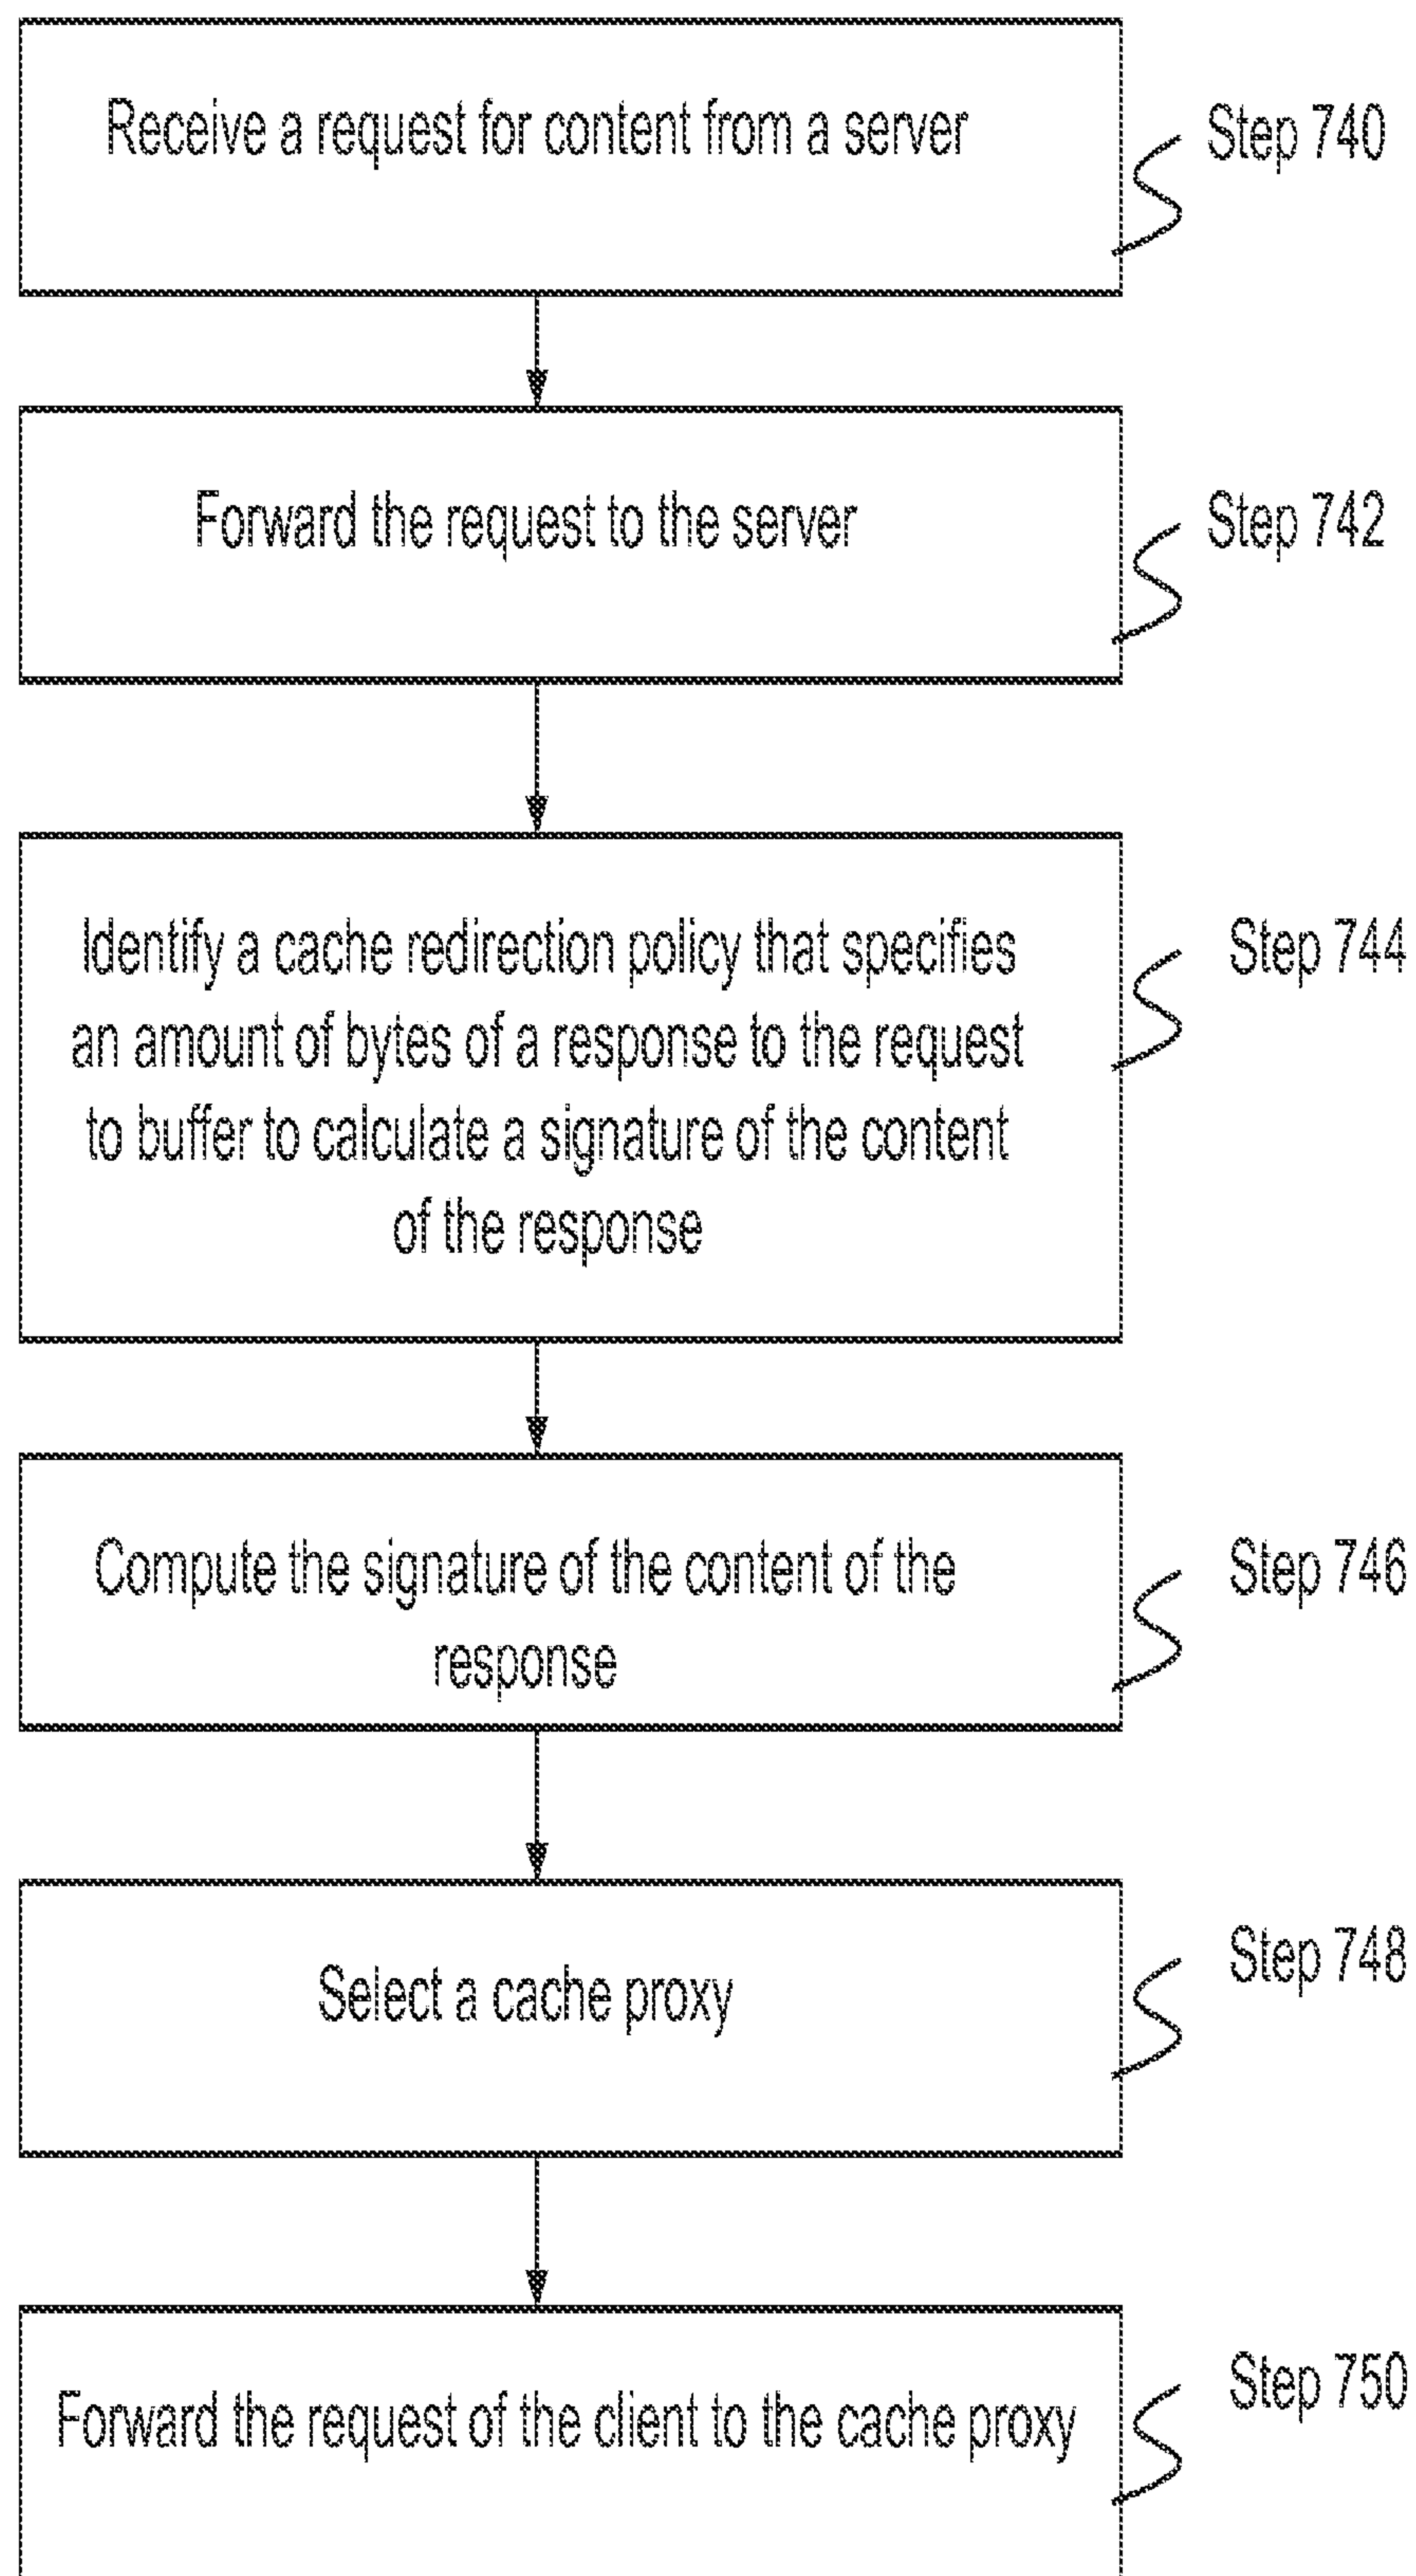 Receive a request for content from a server
Step 740
Forward the request to the server
Step 742
Identify a cache redirection policy that specifies
an amount of bytes of a response to the request
to buffer to calculate a signature of the content
of the response
Step 744
Compute the signature of the content of the
response
Step 746
Select a cache proxy
Step 748
Forward the request of the client to the cache proxy
Step 750